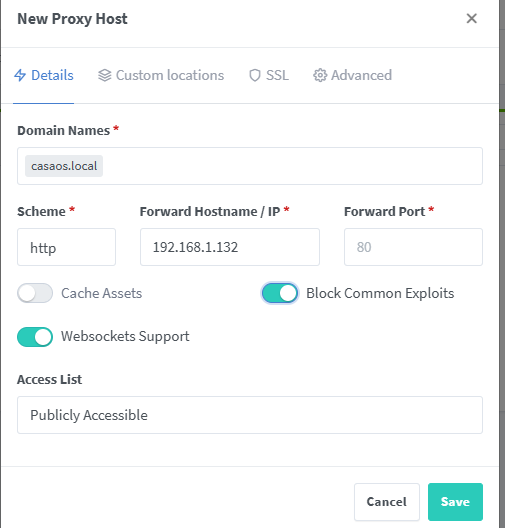 New Proxy Host
Details Custom locations SSL Advanced
Domain Names *
casaos.local
Scheme * Forward Hostname / IP * Forward Port *
http 192.168.1.132 80
Cache Assets Block Common Exploits
Websockets Support
Access List
Publicly Accessible
Cancel Save